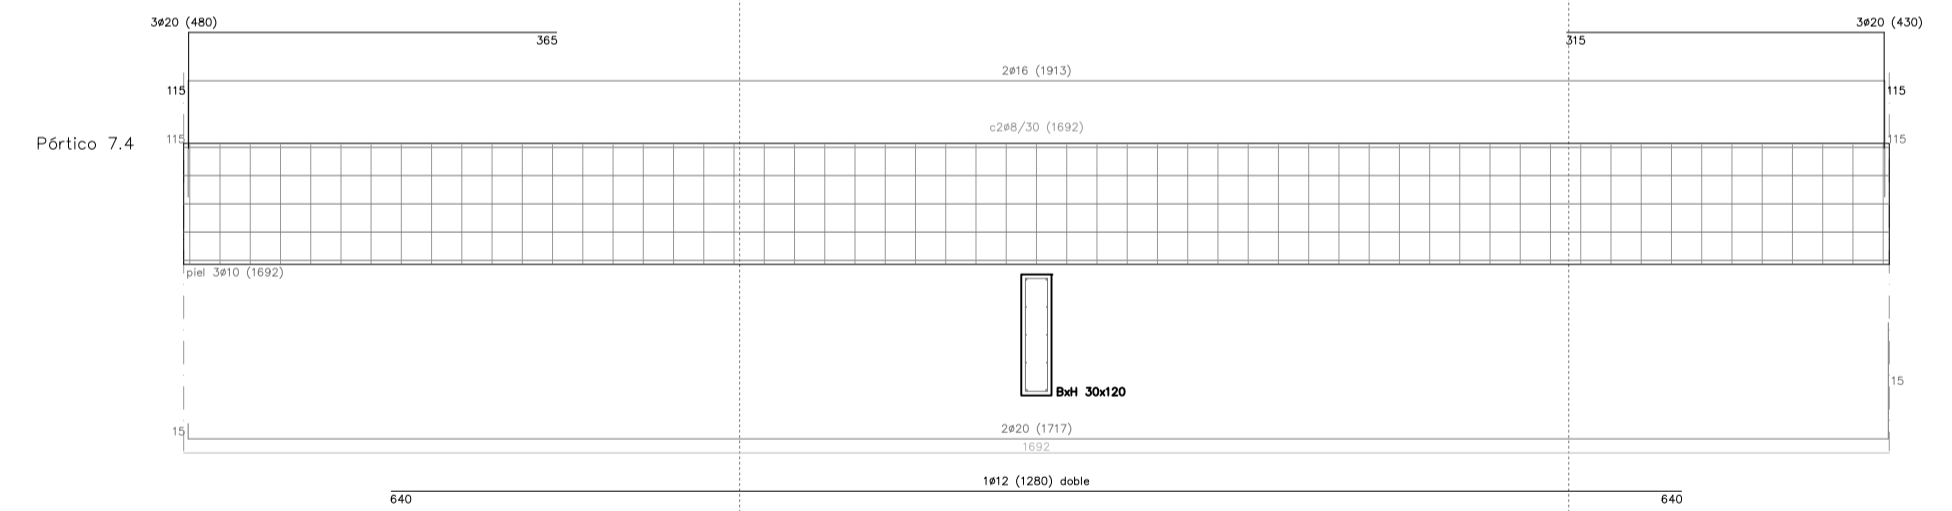 3ø20 (480)
3ø20 (430)
365
315
2ø16 (1913)
115
115
c2ø8/30 (1692)
Pórtico 7.4
115
115
piel 3ø10 (1692)
BxH 30x120
15
15
2ø20 (1717)
1692
1ø12 (1280) doble
640
640